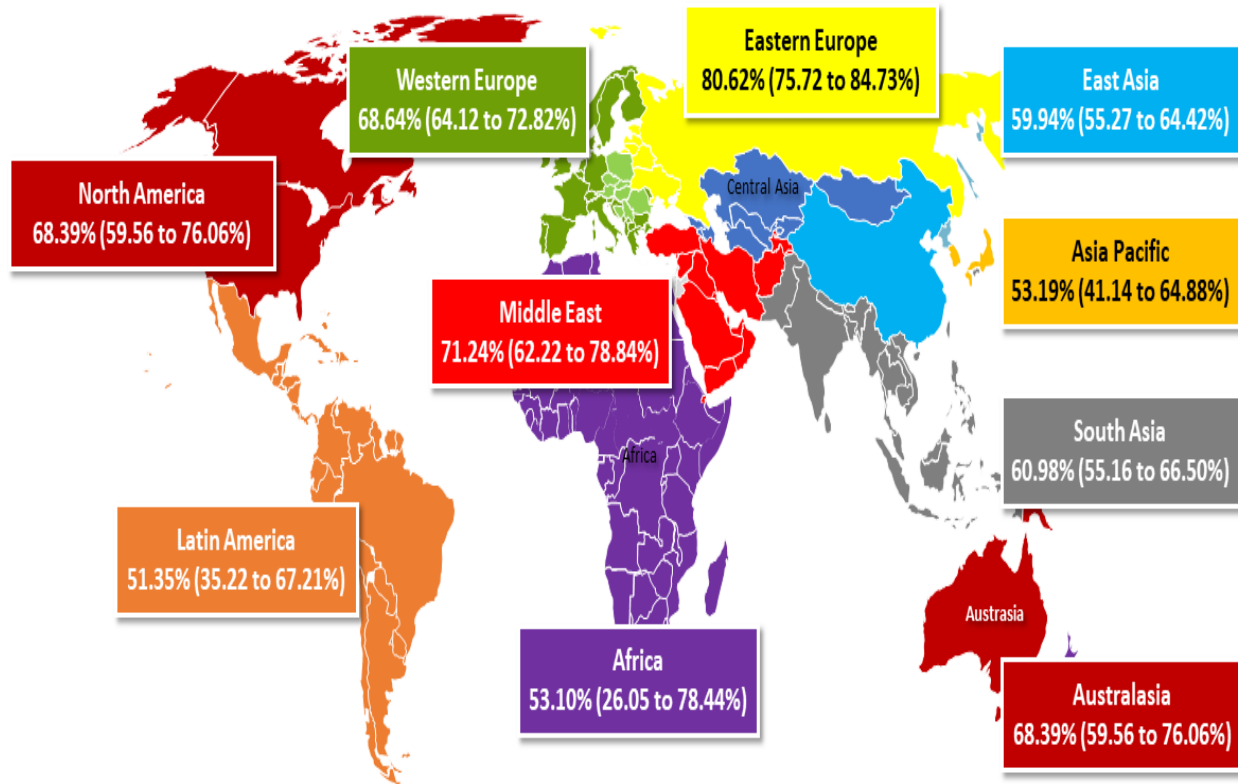 Eastern Europe
80.62% (75.72 to 84.73%)
Western Europe
68.64% (64.12 to 72.82%)
East Asia
59.94% (55.27 to 64.42%)
North America
68.39% (59.56 to 76.06%)
Central Asia
Asia Pacific
53.19% (41.14 to 64.88%)
Middle East
71.24% (62.22 to 78.84%)
South Asia
60.98% (55.16 to 66.50%)
Africa
Latin America
51.35% (35.22 to 67.21%)
Austrasia
Africa
53.10% (26.05 to 78.44%)
Australasia
68.39% (59.56 to 76.06%)